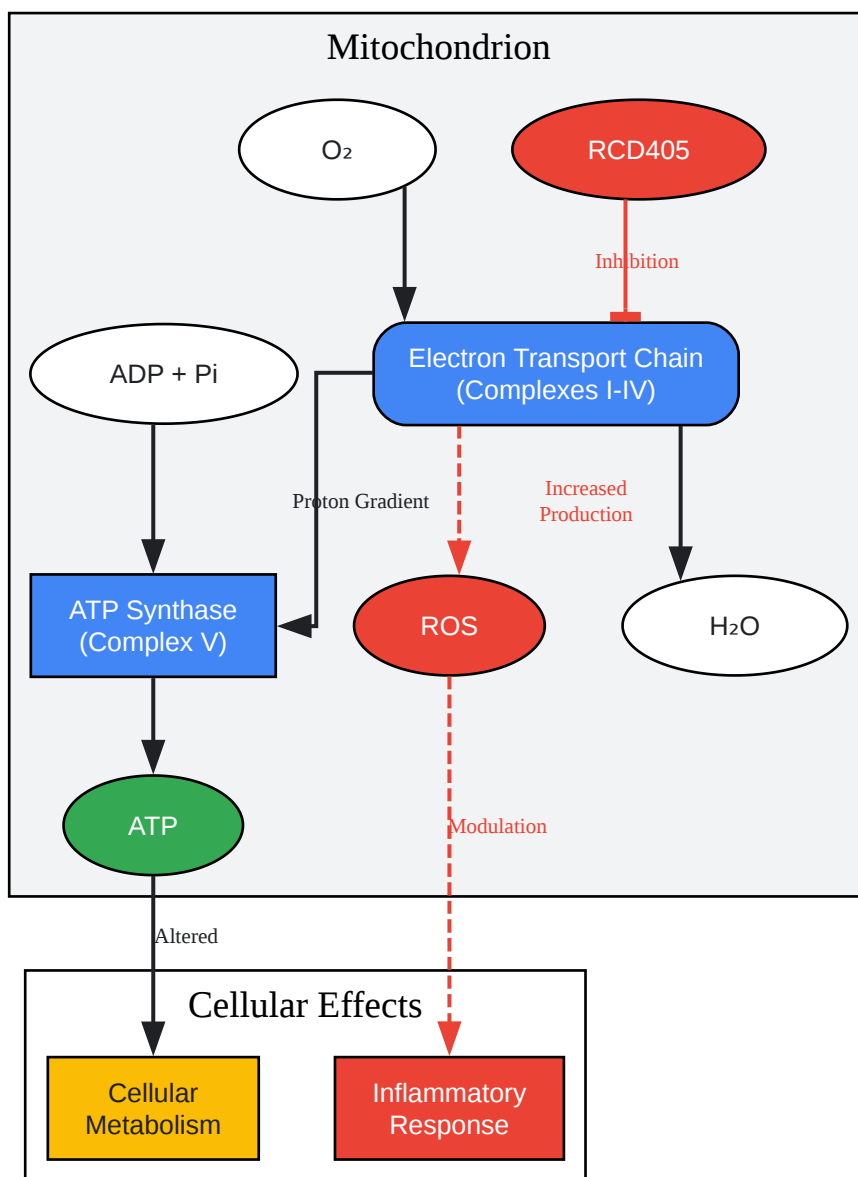 Mitochondrion
O₂
RCD405
Inhibition
ADP + Pi
Electron Transport Chain
(Complexes I-IV)
Proton Gradient
Increased
Production
ATP Synthase
(Complex V)
ROS
H₂O
ATP
Modulation
Altered
Cellular Effects
Cellular
Metabolism
Inflammatory
Response